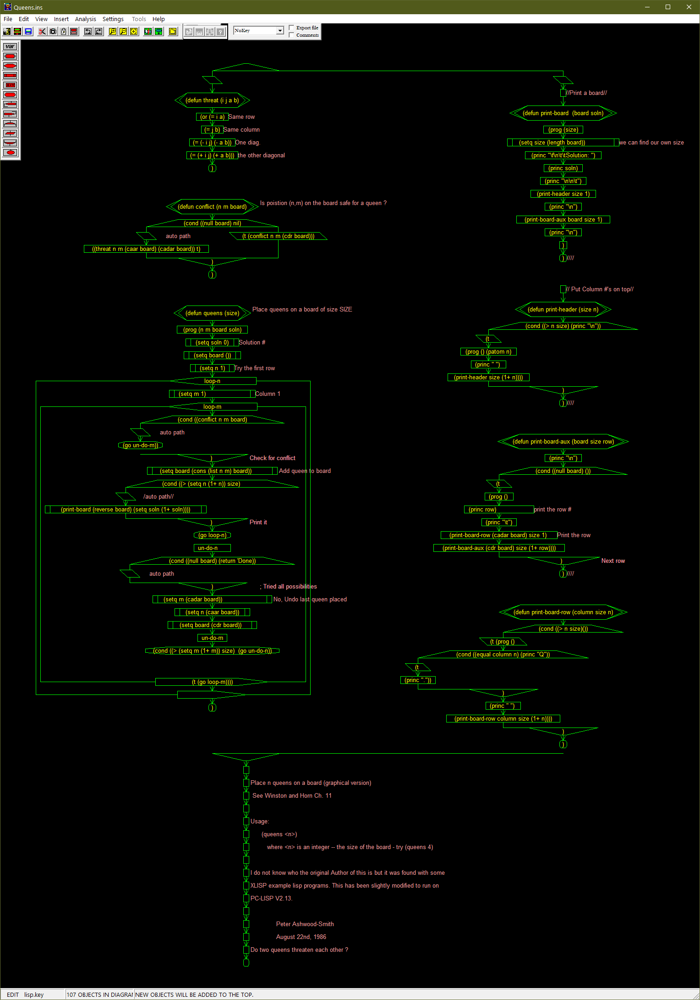 Queens.ins
File Edit View Insert Analysis Settings Tools Help
NoKey
Export file
Comments
var
X=Y
(defun threat (i j a b)
(or (= i a) Same row
(= j b) Same column
(= (- i j) (- a b)) One diag.
(= (+ i j) (+ a b))) the other diagonal
)
(defun conflict (n m board) Is poistion (n,m) on the board safe for a queen ?
(cond ((null board) nil)
auto path (t (conflict n m (cdr board)))
((threat n m (caar board) (cadar board)) t)
)
)
(defun queens (size) Place queens on a board of size SIZE
(prog (n m board soln)
(setq soln 0) Solution #
(setq board ())
(setq n 1) Try the first row
loop-n
(setq m 1) Column 1
loop-m
(cond ((conflict n m board)
auto path
(go un-do-m))
) Check for conflict
(setq board (cons (list n m) board)) Add queen to board
(cond ((> (setq n (1+ n)) size)
/auto path//
(print-board (reverse board) (setq soln (1+ soln))))
) Print it
(go loop-n)
un-do-n
(cond ((null board) (return 'Done))
auto path
) ; Tried all possibilities
(setq m (cadar board)) No, Undo last queen placed
(setq n (caar board))
(setq board (cdr board))
un-do-m
(cond ((> (setq m (1+ m)) size) (go un-do-n))
(t (go loop-m))))
)
//Print a board//
(defun print-board (board soln)
(prog (size)
(setq size (length board)) we can find our own size
(princ "\f\n\t\tSolution: ")
(princ soln)
(princ "\n\n\t")
(print-header size 1)
(princ "\n")
(print-board-aux board size 1)
(princ "\n")
)
) ////
// Put Column #'s on top//
(defun print-header (size n)
(cond ((> n size) (princ "\n"))
(t
(prog () (patom n)
(princ " ")
(print-header size (1+ n))))
)
) ////
(defun print-board-aux (board size row)
(princ "\n")
(cond ((null board) ())
(t
(prog ()
(princ row) print the row #
(princ "\t")
(print-board-row (cadar board) size 1) Print the row
(print-board-aux (cdr board) size (1+ row))))
) Next row
) ////
(defun print-board-row (column size n)
(cond ((> n size)())
(t (prog ()
(cond ((equal column n) (princ "Q"))
(t
(princ "."))
)
(princ " ")
(print-board-row column size (1+ n))))
)
)
Place n queens on a board (graphical version)
See Winston and Horn Ch. 11
Usage:
(queens <n>)
where <n> is an integer -- the size of the board - try (queens 4)
I do not know who the original Author of this is but it was found with some
XLISP example lisp programs. This has been slightly modified to run on
PC-LISP V2.13.
Peter Ashwood-Smith
August 22nd, 1986
Do two queens threaten each other ?
EDIT lisp.key 107 OBJECTS IN DIAGRA NEW OBJECTS WILL BE ADDED TO THE TOP.